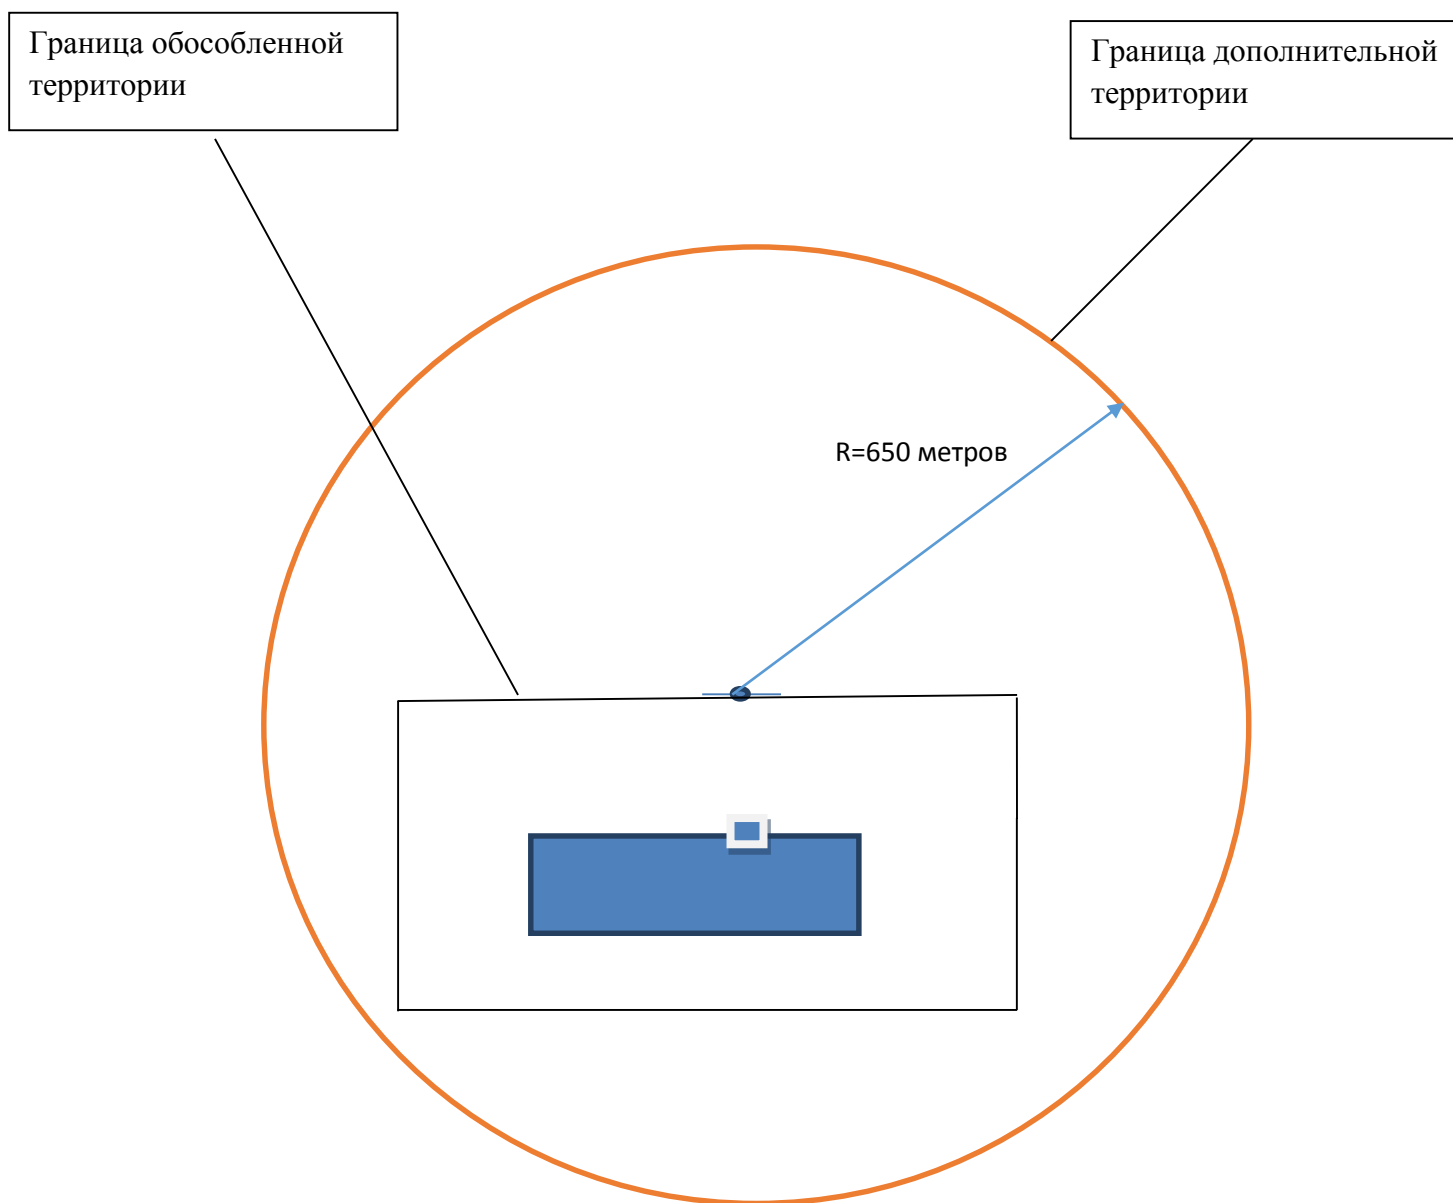 Граница обособленной
территории
Граница дополнительной
территории
R=650 метров